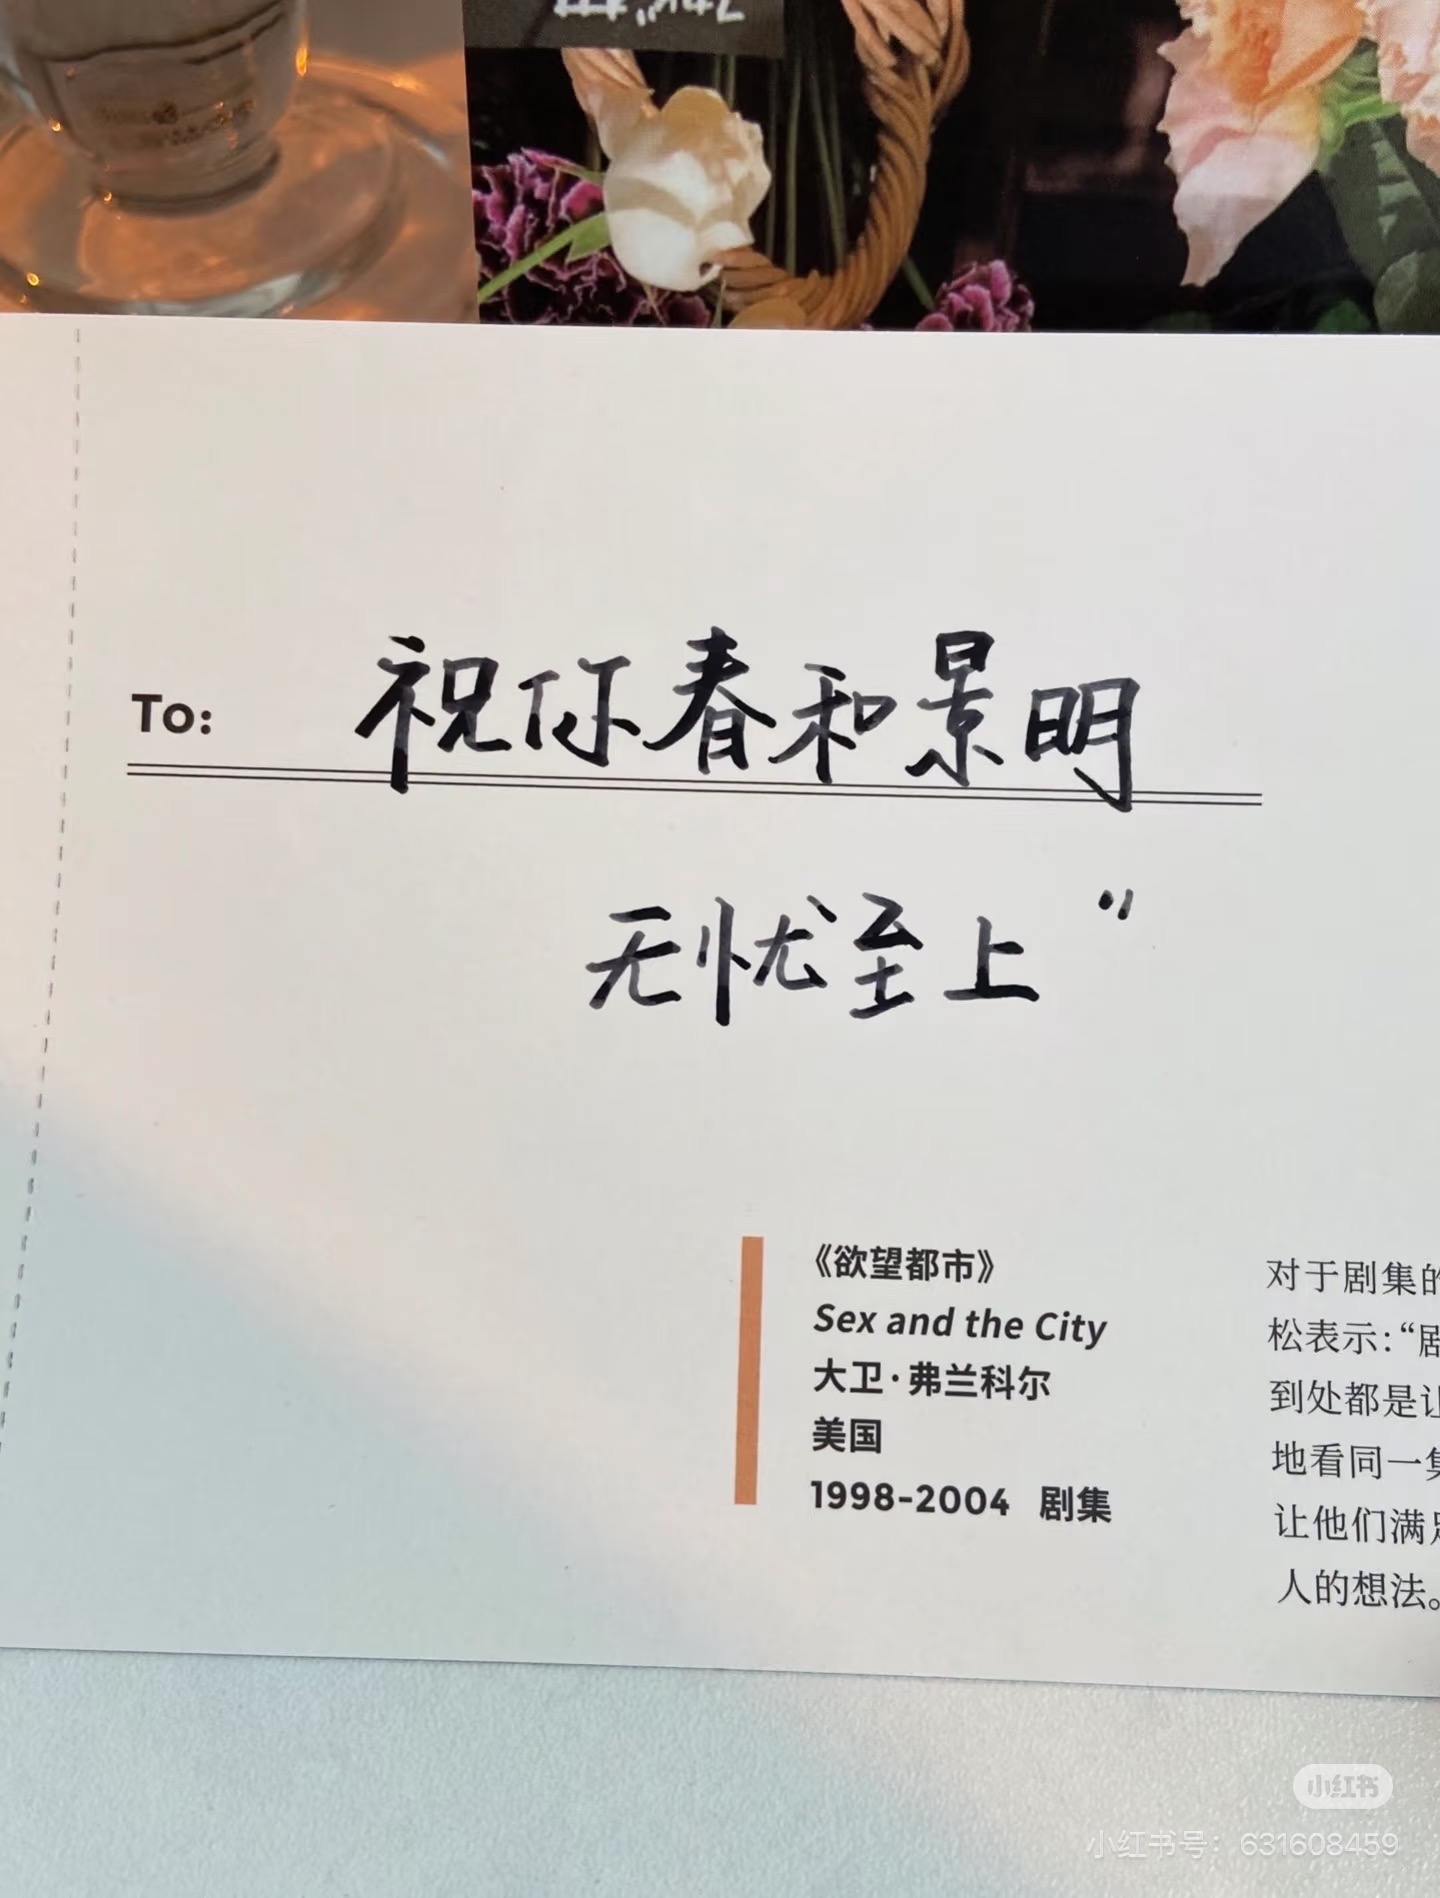 To: 祝你春和景明
无忧至上 "
《欲望都市》
Sex and the City
大卫·弗兰科尔
美国
1998-2004 剧集
对于剧集的
松表示:“剧
到处都是让
地看同一集
让他们满足
人的想法。
小红书
小红书号: 631608459